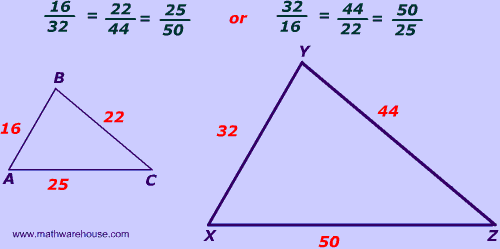 16/32 = 22/44 = 25/50 or 32/16 = 44/22 = 50/25
Y
B
16
22
32
44
A
25
C
X
50
Z
www.mathwarehouse.com